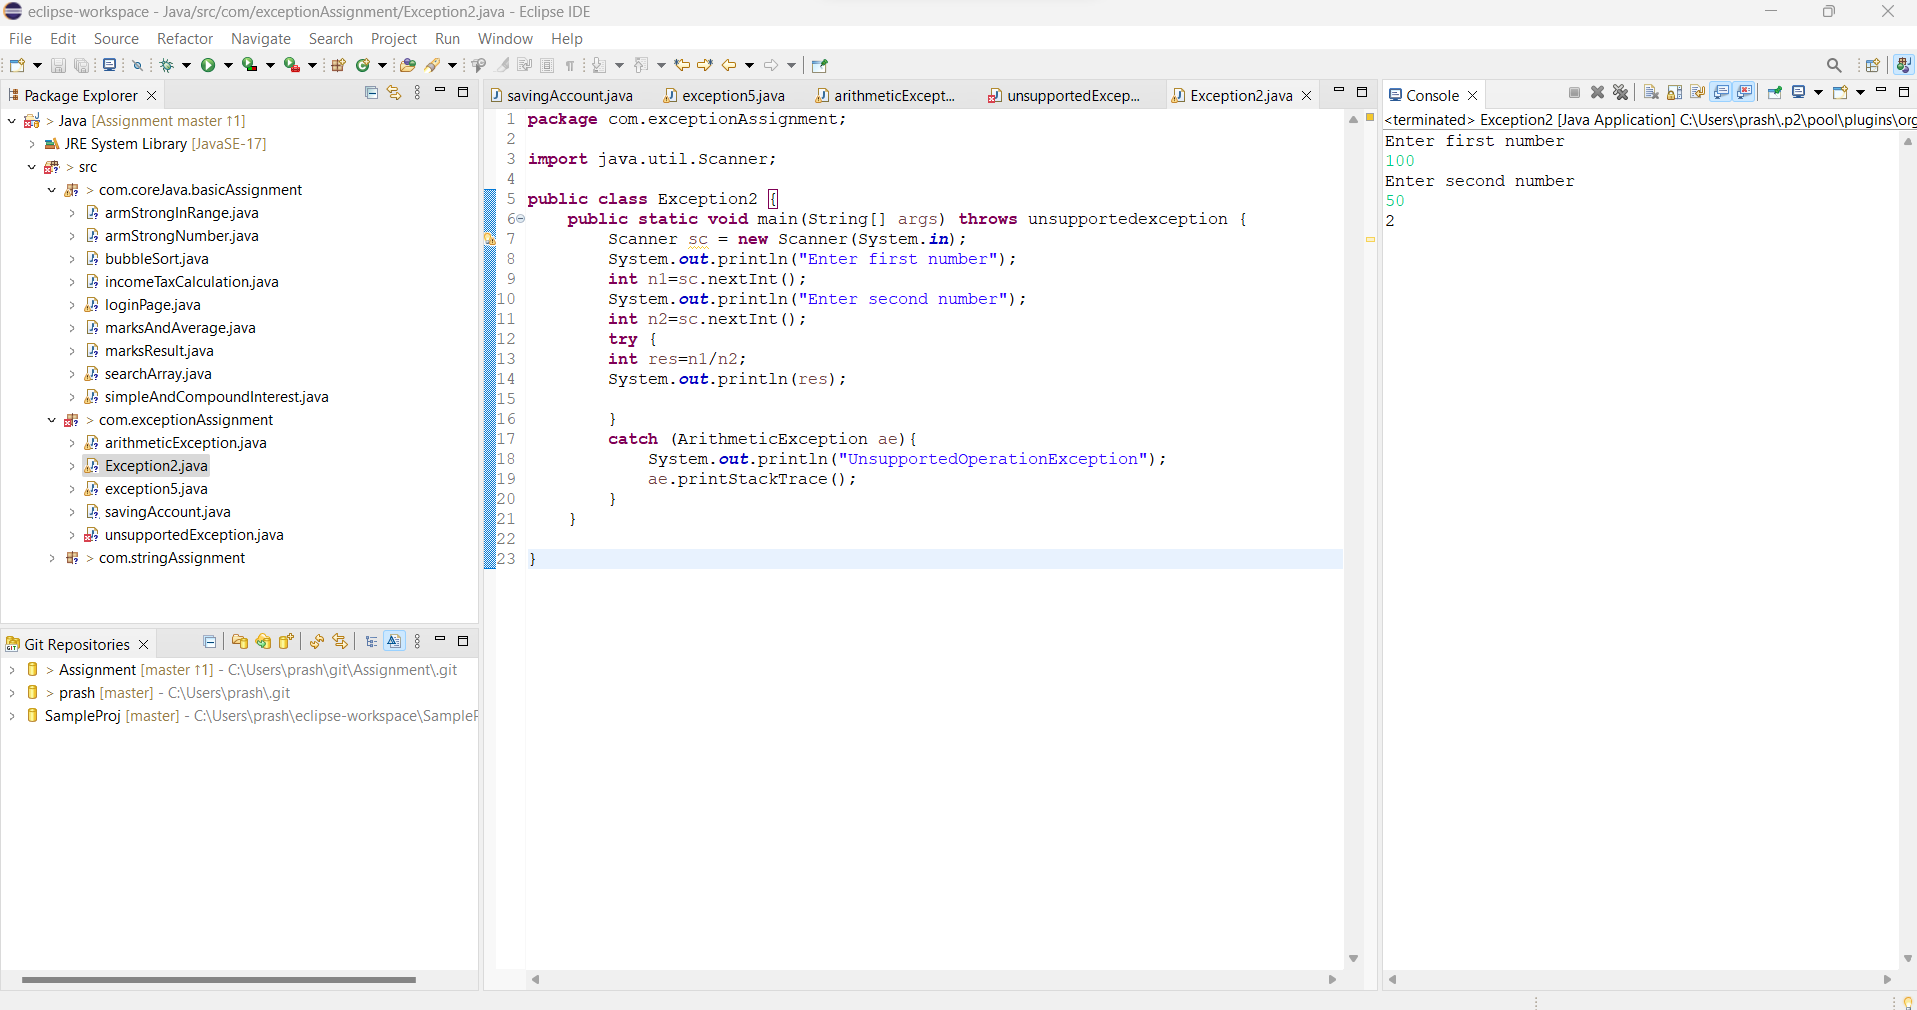 eclipse-workspace - Java/src/com/exceptionAssignment/Exception2.java - Eclipse IDE
File Edit Source Refactor Navigate Search Project Run Window Help
Package Explorer
> Java [Assignment master ↑1]
JRE System Library [JavaSE-17]
> src
> com.coreJava.basicAssignment
armStrongInRange.java
armStrongNumber.java
bubbleSort.java
incomeTaxCalculation.java
loginPage.java
marksAndAverage.java
marksResult.java
searchArray.java
simpleAndCompoundInterest.java
> com.exceptionAssignment
arithmeticException.java
Exception2.java
exception5.java
savingAccount.java
unsupportedException.java
> com.stringAssignment
Git Repositories
> Assignment [master ↑1] - C:\Users\prash\git\Assignment\.git
> prash [master] - C:\Users\prash\.git
SampleProj [master] - C:\Users\prash\eclipse-workspace\SampleP
savingAccount.java exception5.java arithmeticExcept... unsupportedExcep... Exception2.java
1 package com.exceptionAssignment;
2
3 import java.util.Scanner;
4
5 public class Exception2 {
6 public static void main(String[] args) throws unsupportedexception {
7 Scanner sc = new Scanner(System.in);
8 System.out.println("Enter first number");
9 int n1=sc.nextInt();
10 System.out.println("Enter second number");
11 int n2=sc.nextInt();
12 try {
13 int res=n1/n2;
14 System.out.println(res);
15
16 }
17 catch (ArithmeticException ae){
18 System.out.println("UnsupportedOperationException");
19 ae.printStackTrace();
20 }
21 }
22
23 }
Console
<terminated> Exception2 [Java Application] C:\Users\prash\.p2\pool\plugins\org
Enter first number
100
Enter second number
50
2